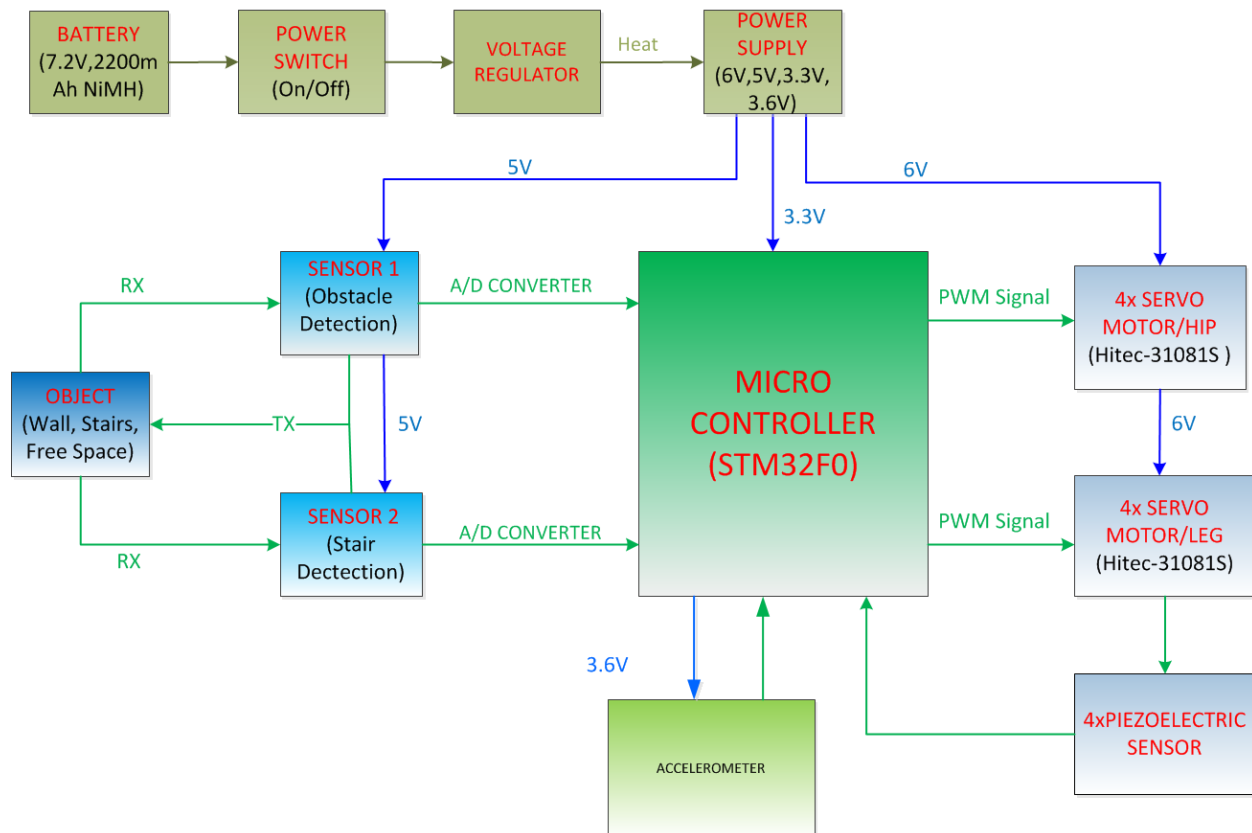 BATTERY
(7.2V,2200m
Ah NiMH)
POWER
SWITCH
(On/Off)
VOLTAGE
REGULATOR
Heat
POWER
SUPPLY
(6V,5V,3.3V,
3.6V)
5V
3.3V
6V
RX
SENSOR 1
(Obstacle
Detection)
A/D CONVERTER
MICRO
CONTROLLER
(STM32F0)
PWM Signal
4x SERVO
MOTOR/HIP
(Hitec-31081S )
OBJECT
(Wall, Stairs,
Free Space)
TX
5V
6V
RX
SENSOR 2
(Stair
Dectection)
A/D CONVERTER
PWM Signal
4x SERVO
MOTOR/LEG
(Hitec-31081S)
3.6V
ACCELEROMETER
4xPIEZOELECTRIC
SENSOR